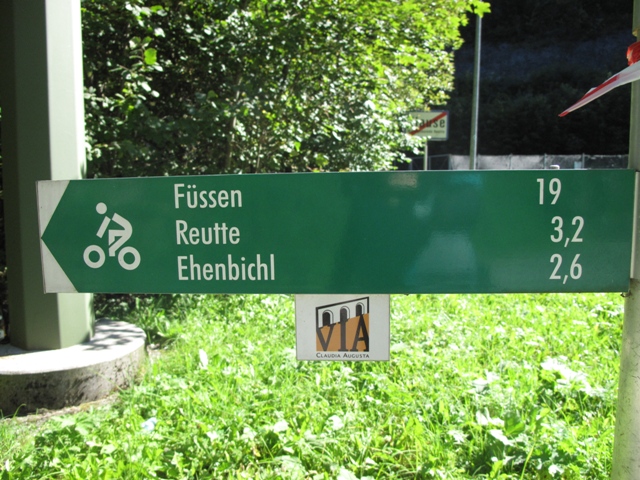 Füssen 19
Reutte 3,2
Ehenbichl 2,6
VIA
CLAUDIA AUGUSTA